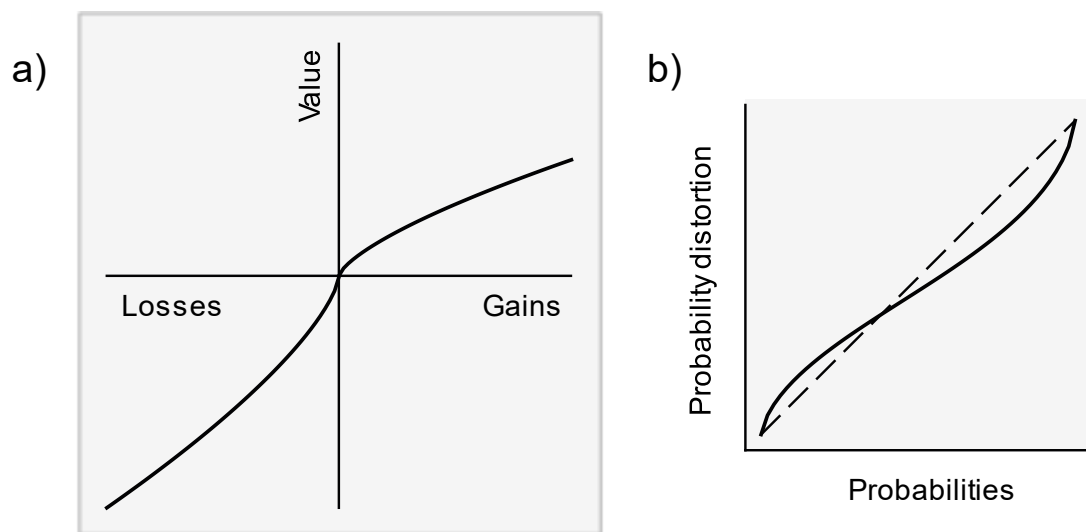 a)
Value
Losses
Gains
b)
Probability distortion
Probabilities